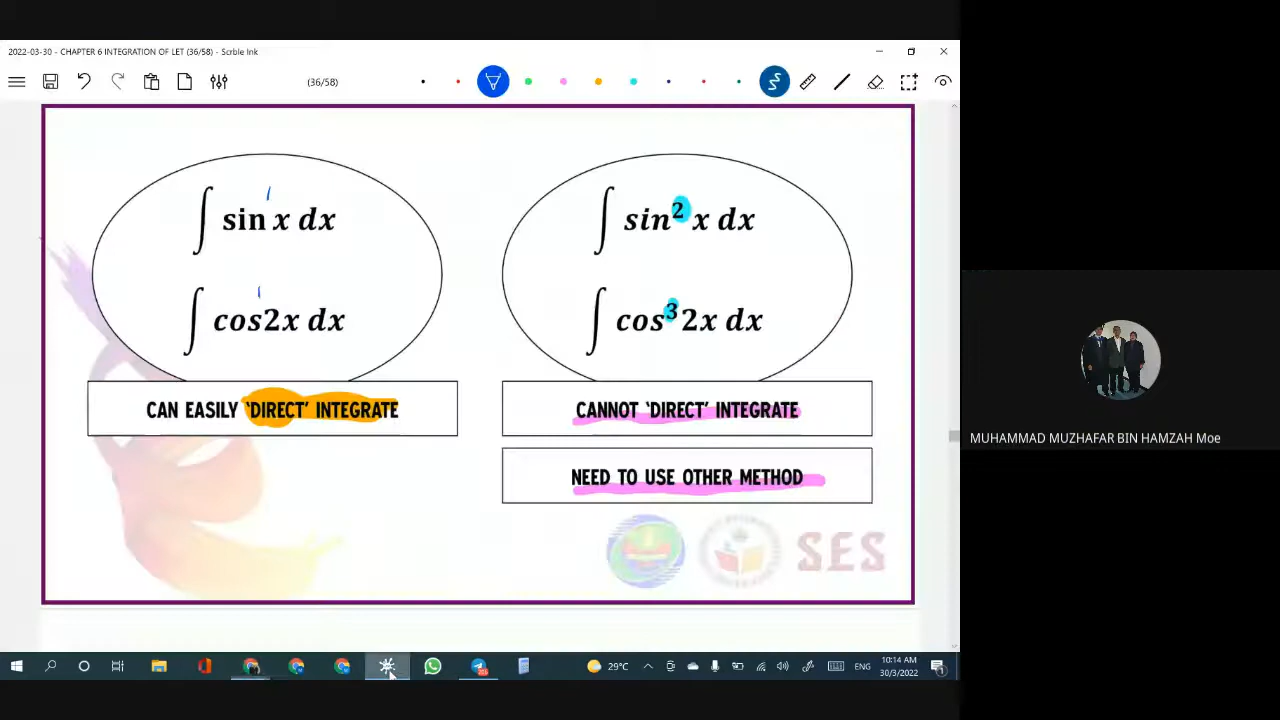 2022-03-30 - CHAPTER 6 INTEGRATION OF LET (36/58) - Scrble Ink
(36/58)
∫ sin x dx
∫ sin² x dx
∫ cos2x dx
∫ cos³ 2x dx
CAN EASILY 'DIRECT' INTEGRATE
CANNOT 'DIRECT' INTEGRATE
NEED TO USE OTHER METHOD
SES
MUHAMMAD MUZHAFAR BIN HAMZAH Moe
29°C
ENG
10:14 AM
30/3/2022